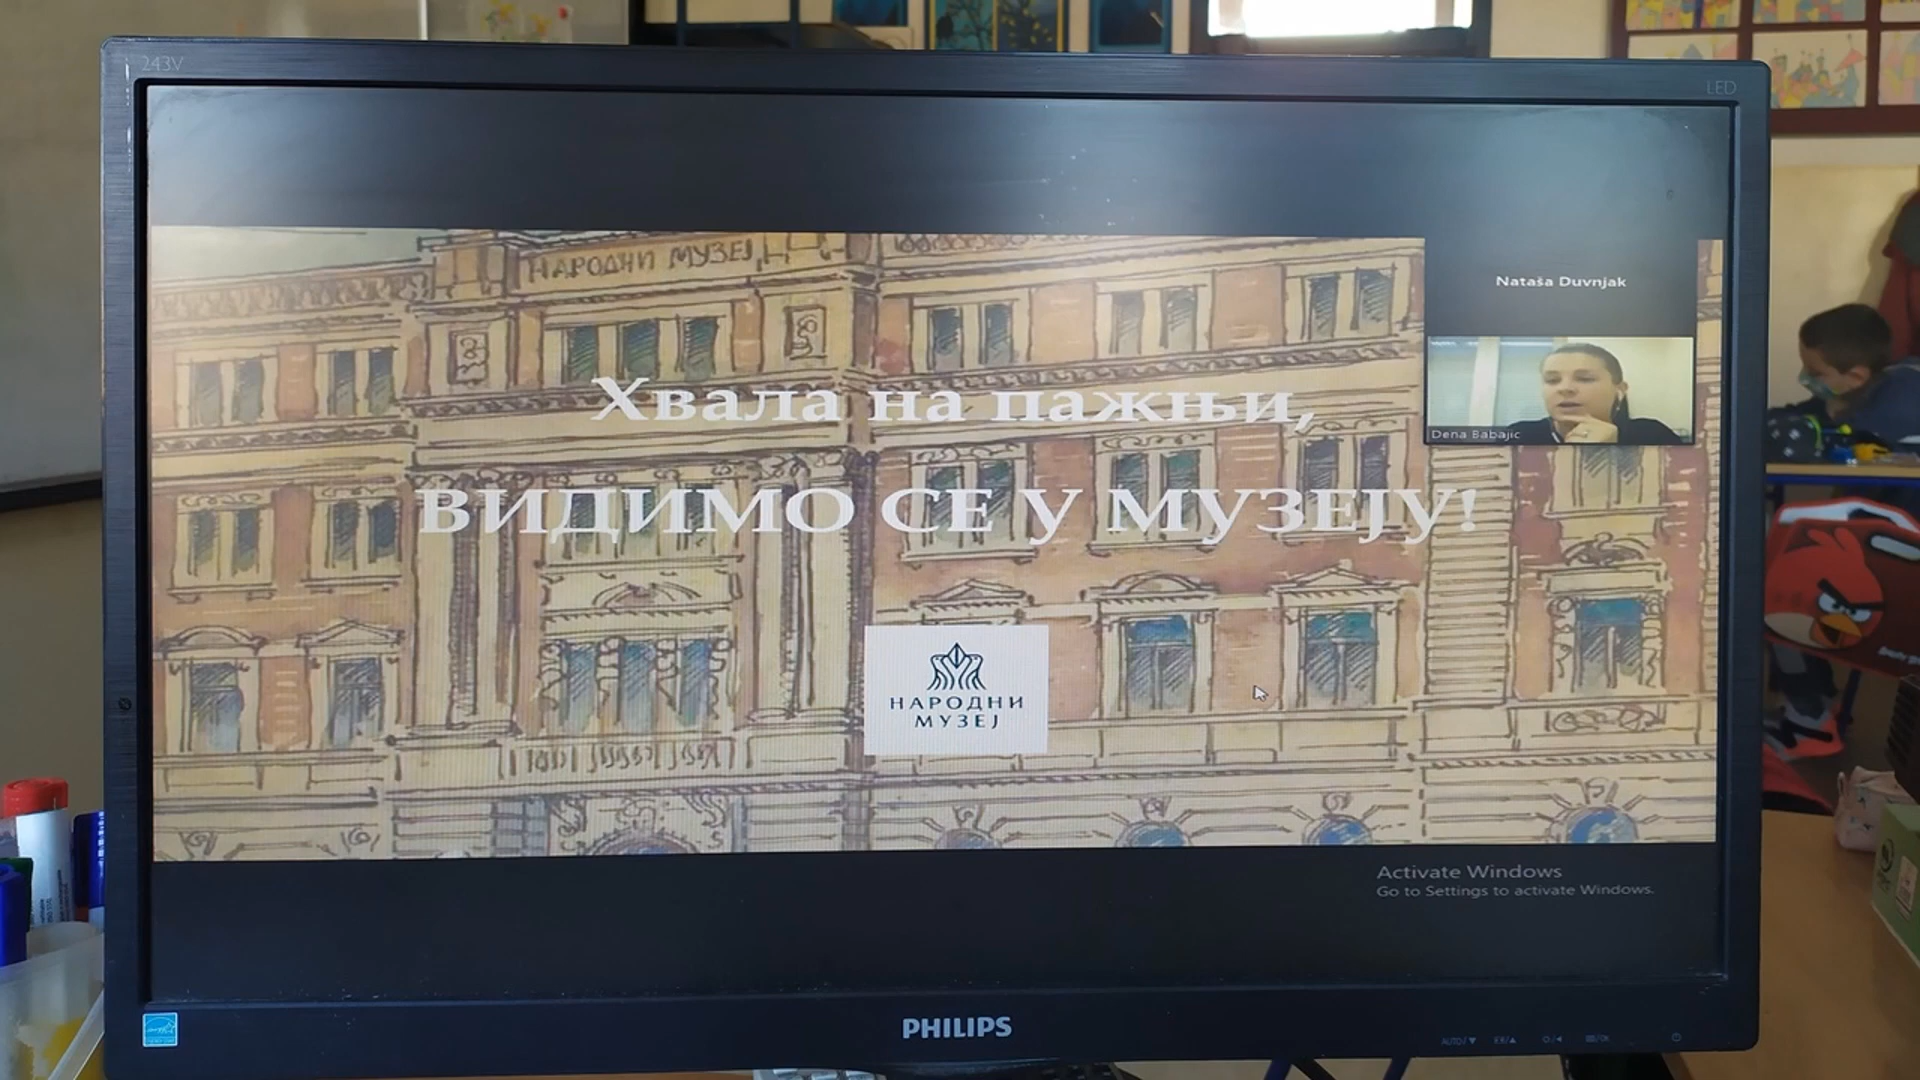 243V
LED
НАРОДНИ МУЗЕЈ
Nataša Duvnjak
Хвала на пажњи,
Dena Babajic
ВИДИМО СЕ У МУЗЕЈУ!
НАРОДНИ
МУЗЕЈ
Activate Windows
Go to Settings to activate Windows.
PHILIPS
AUTO/▼